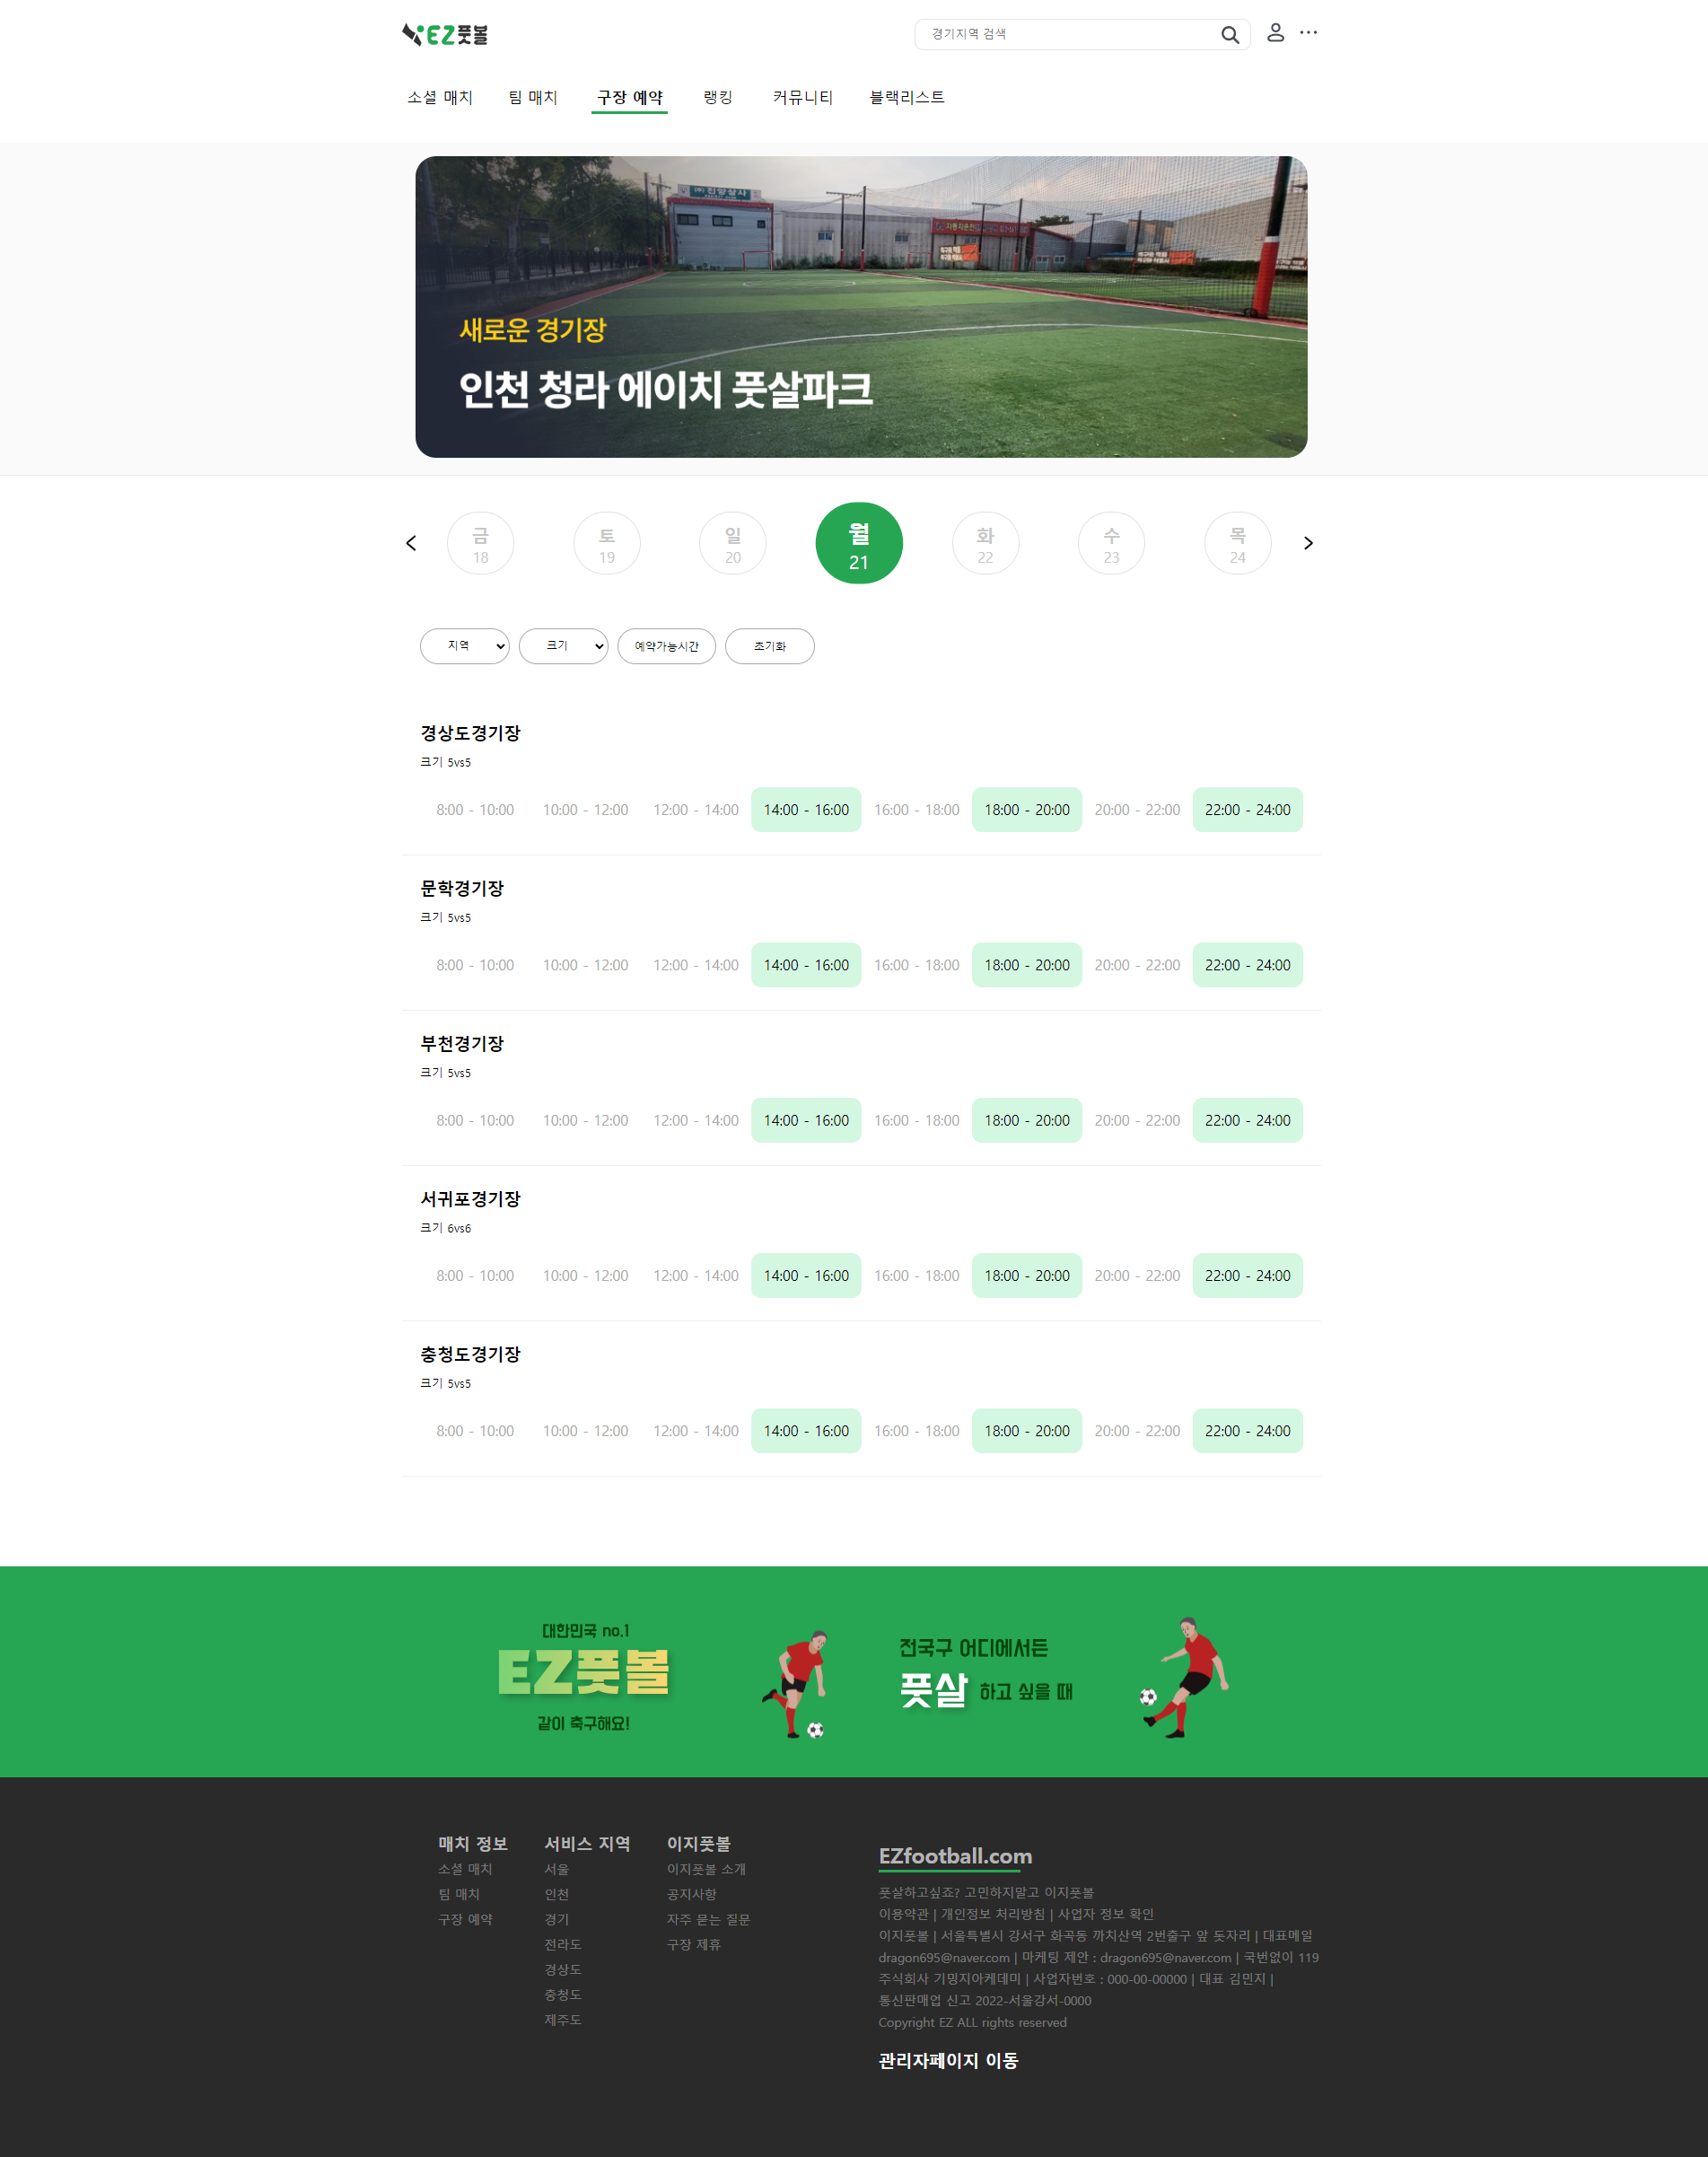 EZ풋볼
경기지역 검색
소셜 매치 팀 매치 구장 예약 랭킹 커뮤니티 블랙리스트
새로운 경기장
인천 청라 에이치 풋살파크
금 토 일 월 화 수 목
18 19 20 21 22 23 24
지역 크기 예약가능시간 초기화
경상도경기장
크기 5vs5
8:00 - 10:00 10:00 - 12:00 12:00 - 14:00 14:00 - 16:00 16:00 - 18:00 18:00 - 20:00 20:00 - 22:00 22:00 - 24:00
문학경기장
크기 5vs5
8:00 - 10:00 10:00 - 12:00 12:00 - 14:00 14:00 - 16:00 16:00 - 18:00 18:00 - 20:00 20:00 - 22:00 22:00 - 24:00
부천경기장
크기 5vs5
8:00 - 10:00 10:00 - 12:00 12:00 - 14:00 14:00 - 16:00 16:00 - 18:00 18:00 - 20:00 20:00 - 22:00 22:00 - 24:00
서귀포경기장
크기 6vs6
8:00 - 10:00 10:00 - 12:00 12:00 - 14:00 14:00 - 16:00 16:00 - 18:00 18:00 - 20:00 20:00 - 22:00 22:00 - 24:00
충청도경기장
크기 5vs5
8:00 - 10:00 10:00 - 12:00 12:00 - 14:00 14:00 - 16:00 16:00 - 18:00 18:00 - 20:00 20:00 - 22:00 22:00 - 24:00
대한민국 no.1
EZ풋볼
같이 축구해요!
전국구 어디에서든
풋살 하고 싶을 때
매치 정보
소셜 매치
팀 매치
구장 예약
서비스 지역
서울
인천
경기
전라도
경상도
충청도
제주도
이지풋볼
이지풋볼 소개
공지사항
자주 묻는 질문
구장 제휴
EZfootball.com
풋살하고싶죠? 고민하지말고 이지풋볼
이용약관 | 개인정보 처리방침 | 사업자 정보 확인
이지풋볼 | 서울특별시 강서구 화곡동 까치산역 2번출구 앞 돗자리 | 대표메일
dragon695@naver.com | 마케팅 제안 : dragon695@naver.com | 국번없이 119
주식회사 기밍지아케데미 | 사업자번호 : 000-00-00000 | 대표 김민지 |
통신판매업 신고 2022-서울강서-0000
Copyright EZ ALL rights reserved
관리자페이지 이동